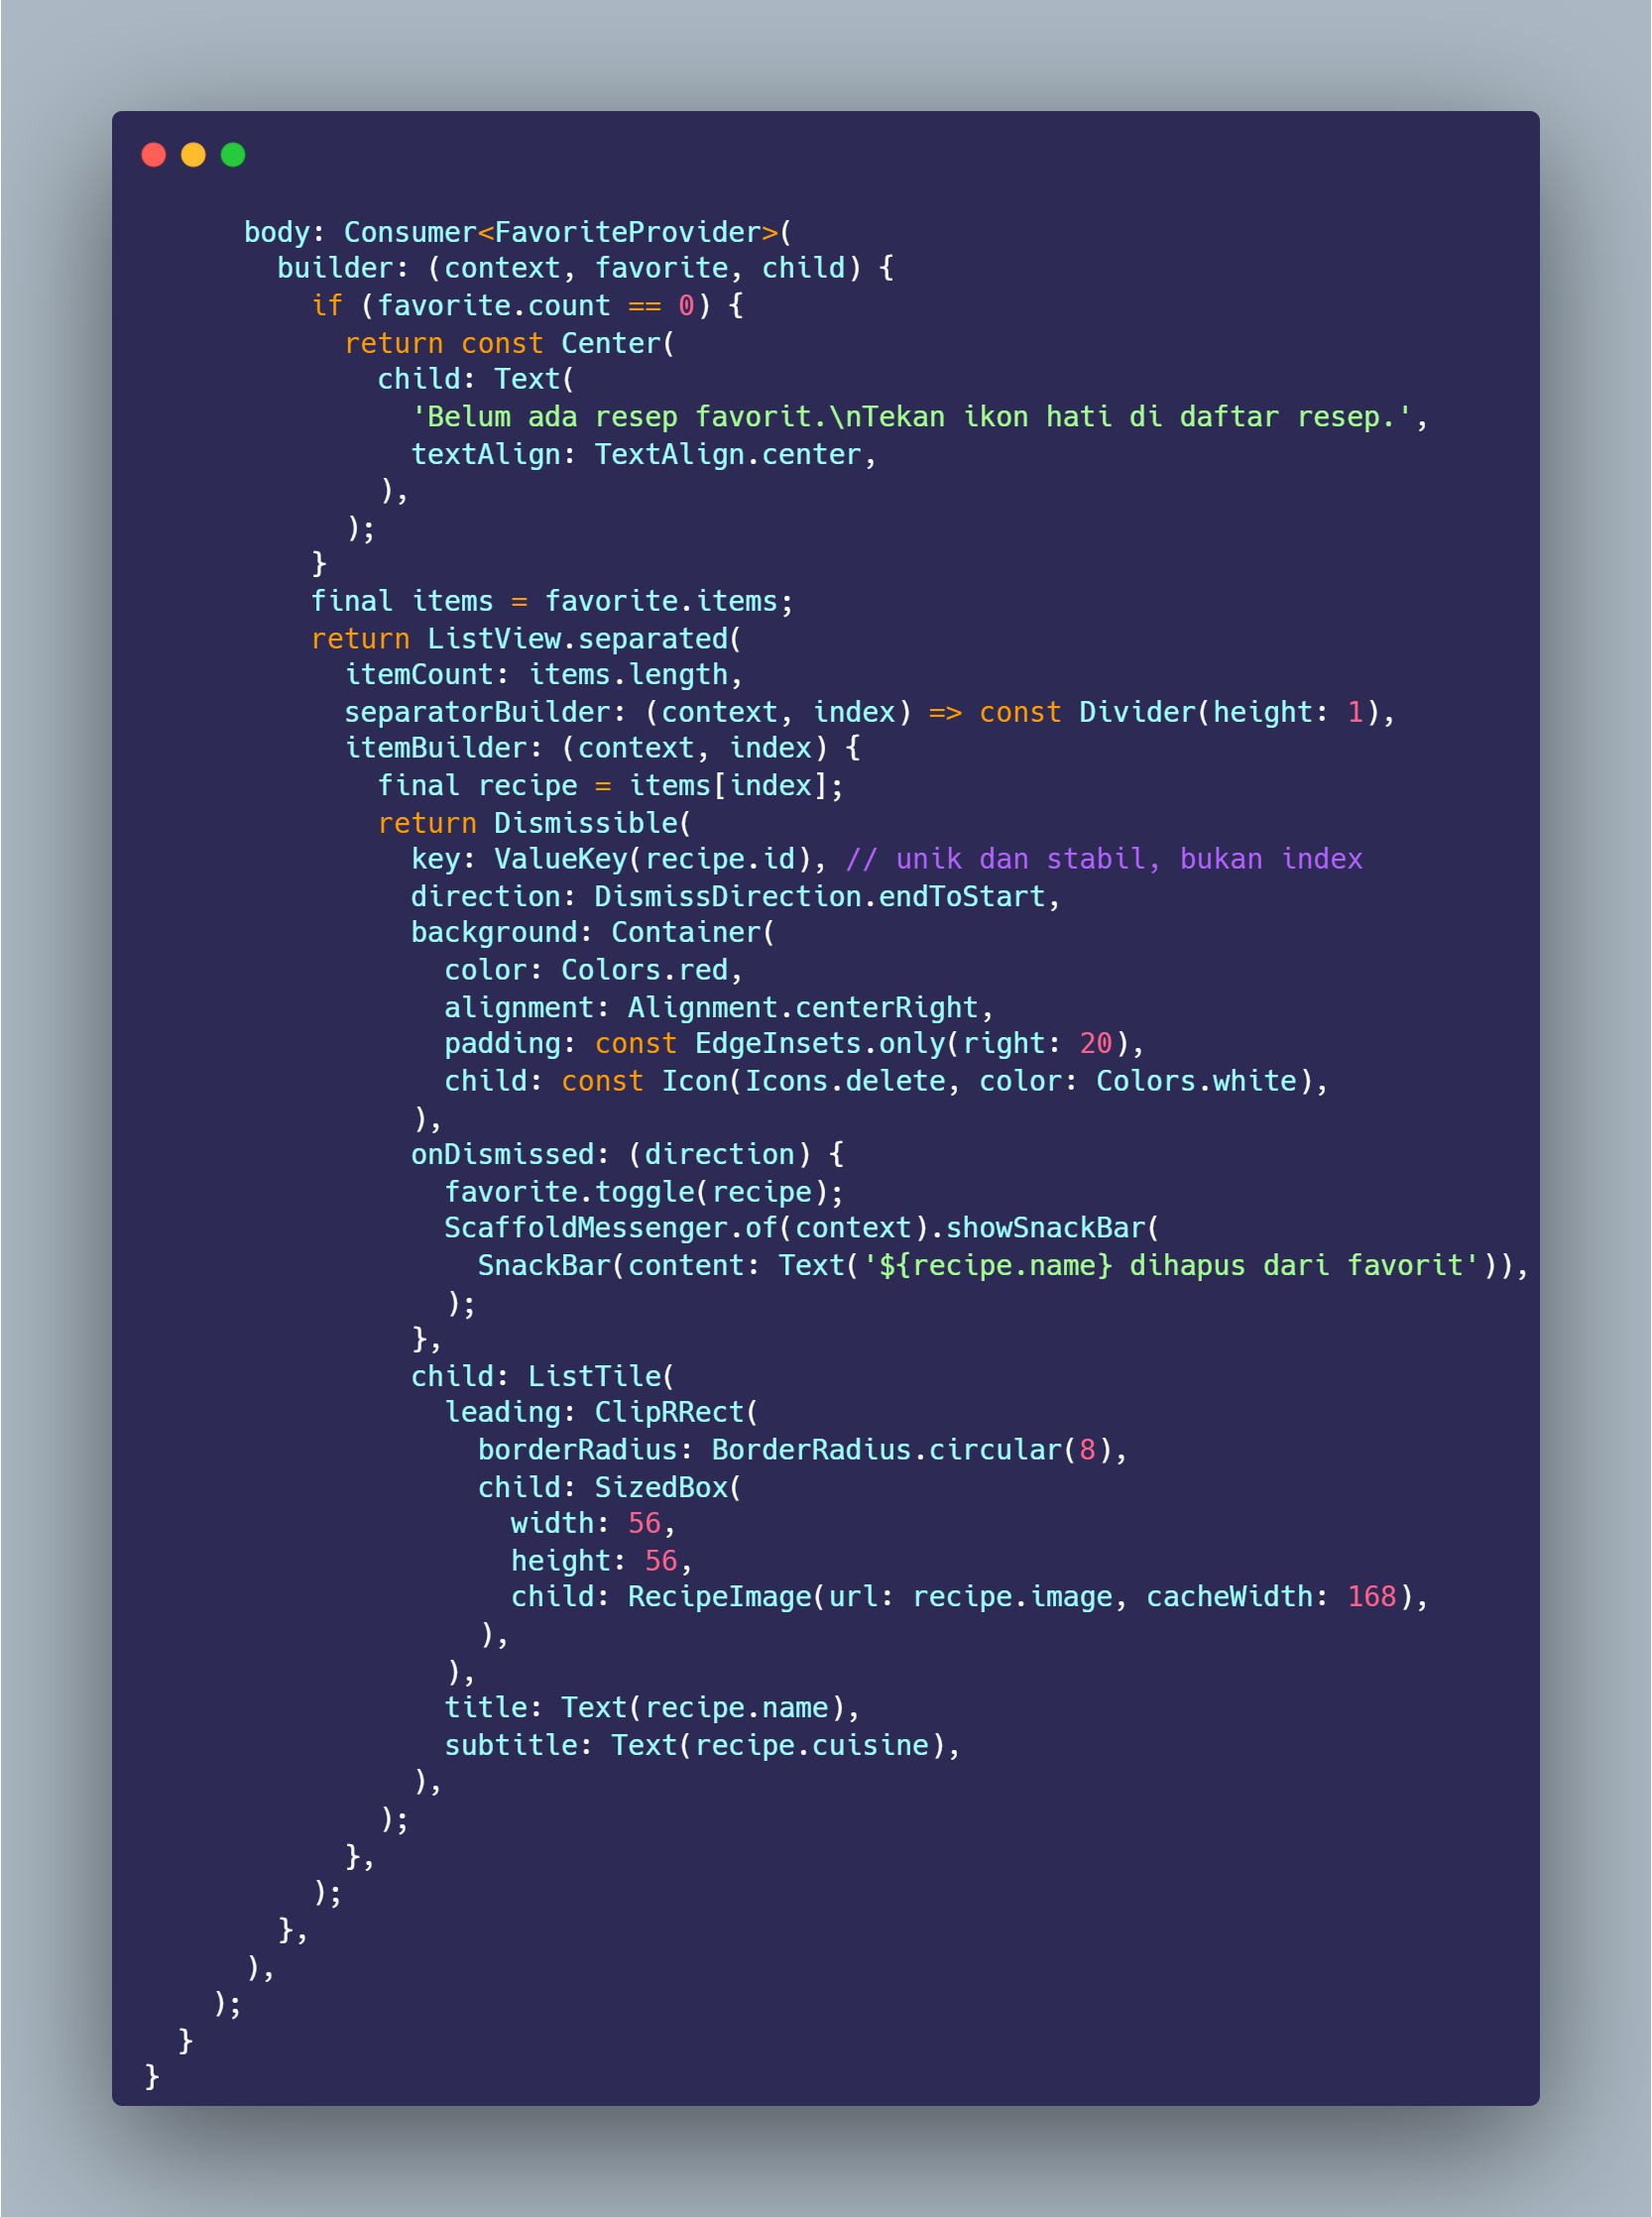 body: Consumer<FavoriteProvider>(
        builder: (context, favorite, child) {
          if (favorite.count == 0) {
            return const Center(
              child: Text(
                'Belum ada resep favorit.\nTekan ikon hati di daftar resep.',
                textAlign: TextAlign.center,
              ),
            );
          }
          final items = favorite.items;
          return ListView.separated(
            itemCount: items.length,
            separatorBuilder: (context, index) => const Divider(height: 1),
            itemBuilder: (context, index) {
              final recipe = items[index];
              return Dismissible(
                key: ValueKey(recipe.id), // unik dan stabil, bukan index
                direction: DismissDirection.endToStart,
                background: Container(
                  color: Colors.red,
                  alignment: Alignment.centerRight,
                  padding: const EdgeInsets.only(right: 20),
                  child: const Icon(Icons.delete, color: Colors.white),
                ),
                onDismissed: (direction) {
                  favorite.toggle(recipe);
                  ScaffoldMessenger.of(context).showSnackBar(
                    SnackBar(content: Text('${recipe.name} dihapus dari favorit')),
                  );
                },
                child: ListTile(
                  leading: ClipRRect(
                    borderRadius: BorderRadius.circular(8),
                    child: SizedBox(
                      width: 56,
                      height: 56,
                      child: RecipeImage(url: recipe.image, cacheWidth: 168),
                    ),
                  ),
                  title: Text(recipe.name),
                  subtitle: Text(recipe.cuisine),
                ),
              );
            },
          );
        },
      ),
    );
  }
}